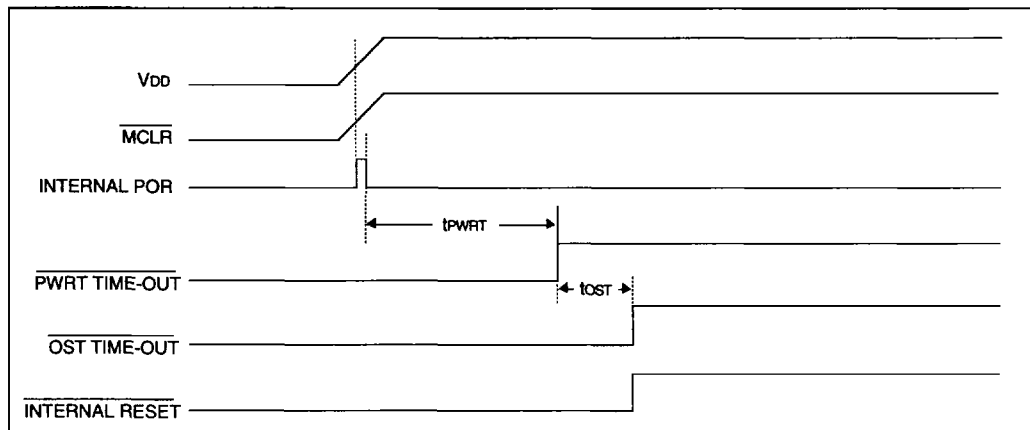 VDD
MCLR
INTERNAL POR
tPWRT
PWRT TIME-OUT
tOST
OST TIME-OUT
INTERNAL RESET